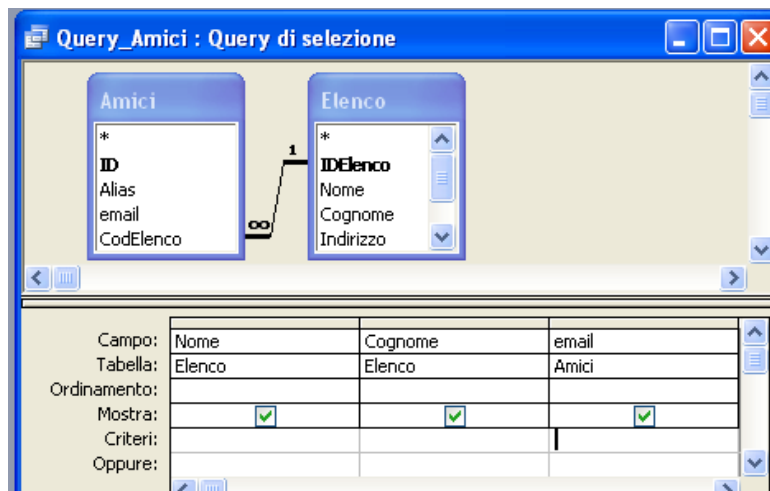 Query_Amici : Query di selezione
Amici
*
ID
Alias
email
CodElenco
∞
1
Elenco
*
IDElenco
Nome
Cognome
Indirizzo
Campo: Nome Cognome email
Tabella: Elenco Elenco Amici
Ordinamento:
Mostra:
Criteri:
Oppure: